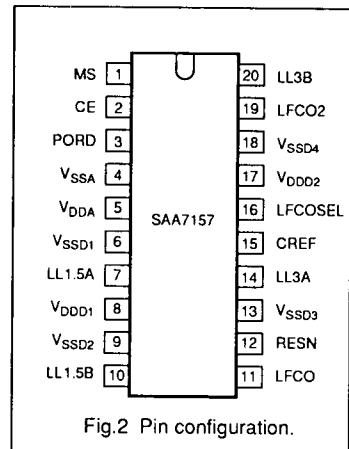 MS 1 20 LL3B
CE 2 19 LFCO2
PORD 3 18 VSSD4
VSSA 4 17 VDDD2
VDDA 5 SAA7157 16 LFCOSEL
VSSD1 6 15 CREF
LL1.5A 7 14 LL3A
VDDD1 8 13 VSSD3
VSSD2 9 12 RESN
LL1.5B 10 11 LFCO
Fig.2 Pin configuration.